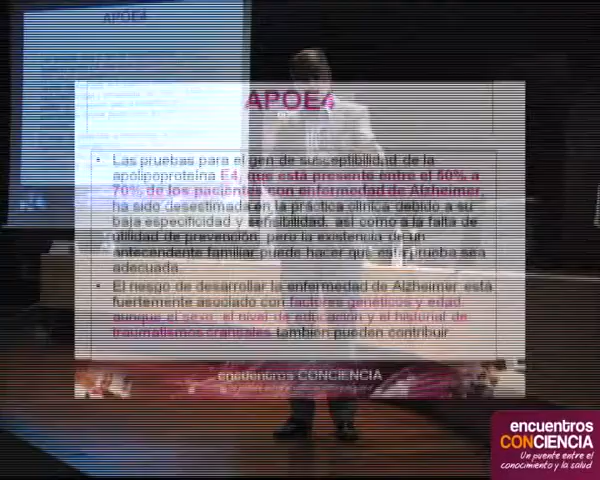 APOE4
APOE4
• Las pruebas para el gen de susceptibilidad de la
apolipoproteína E4, que está presente entre el 50% a
70% de los pacientes con enfermedad de Alzheimer,
ha sido desestimada en la práctica clínica debido a su
baja especificidad y sensibilidad, así como a la falta de
utilidad de prevención, pero la existencia de un
antecendente familiar puede hacer que esta prueba sea
adecuada.
• El riesgo de desarrollar la enfermedad de Alzheimer está
fuertemente asociado con factores genéticos y edad,
aunque el sexo, el nivel de educación y el historial de
traumatismos craneales también pueden contribuir
encuentros CONCIENCIA
encuentros
CONCIENCIA
Un puente entre el
conocimiento y la salud